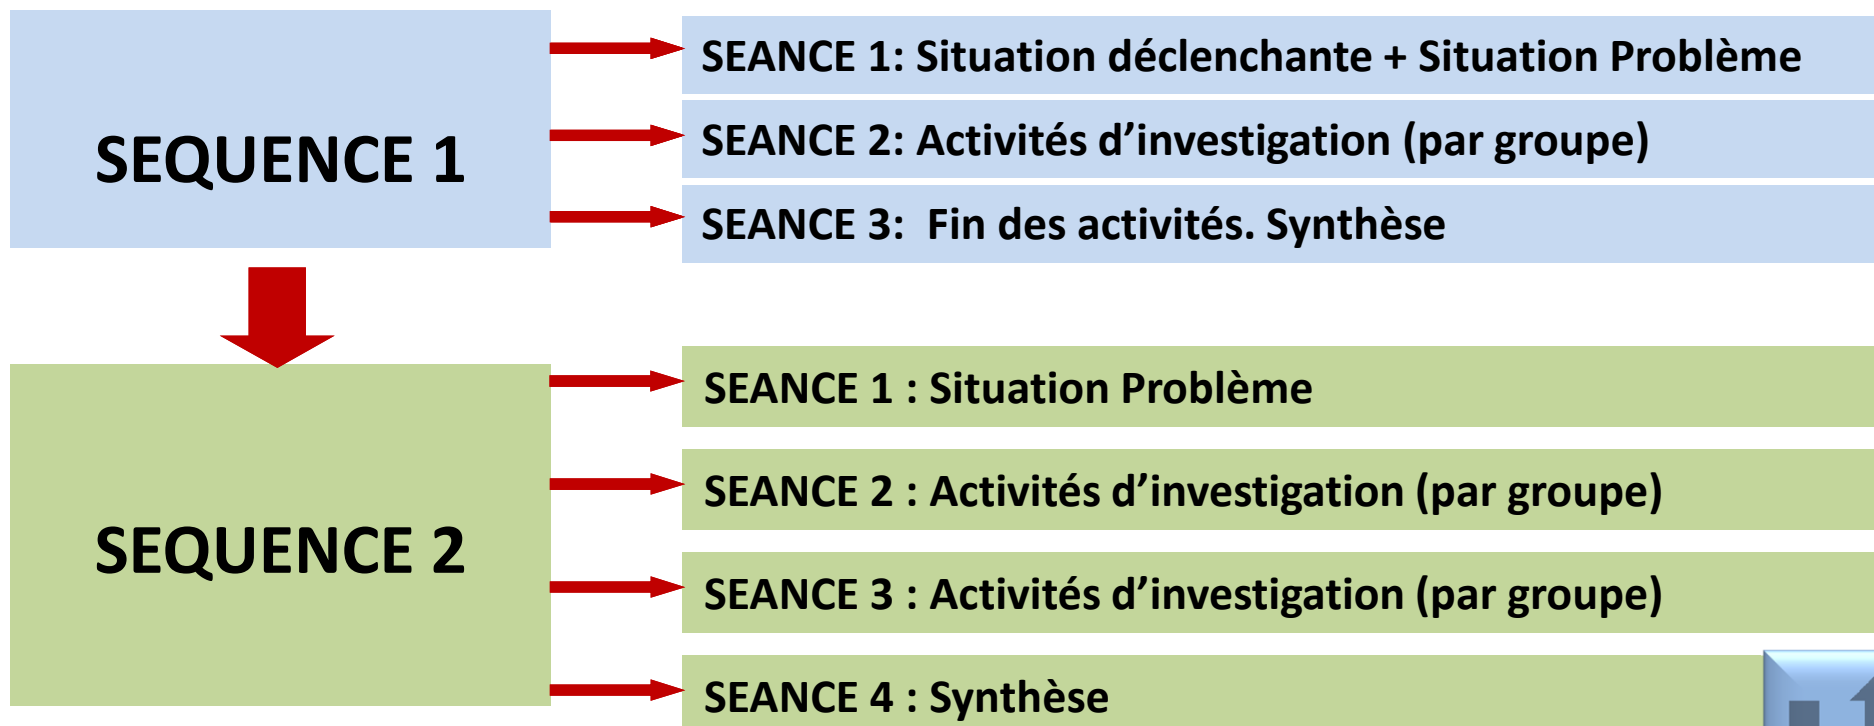 SEQUENCE 1
SEANCE 1: Situation déclenchante + Situation Problème
SEANCE 2: Activités d’investigation (par groupe)
SEANCE 3:  Fin des activités. Synthèse
SEQUENCE 2
SEANCE 1 : Situation Problème
SEANCE 2 : Activités d’investigation (par groupe)
SEANCE 3 : Activités d’investigation (par groupe)
SEANCE 4 : Synthèse